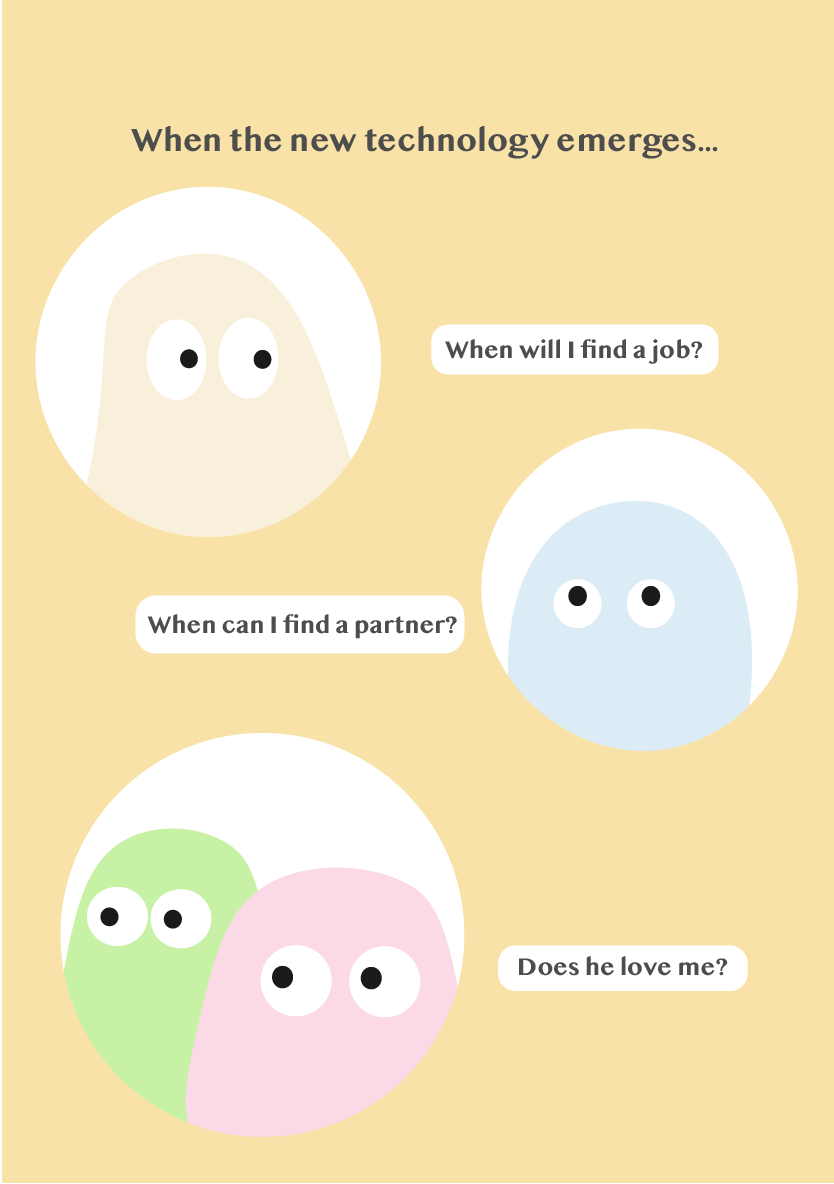 When the new technology emerges...
When will I find a job?
When can I find a partner?
Does he love me?